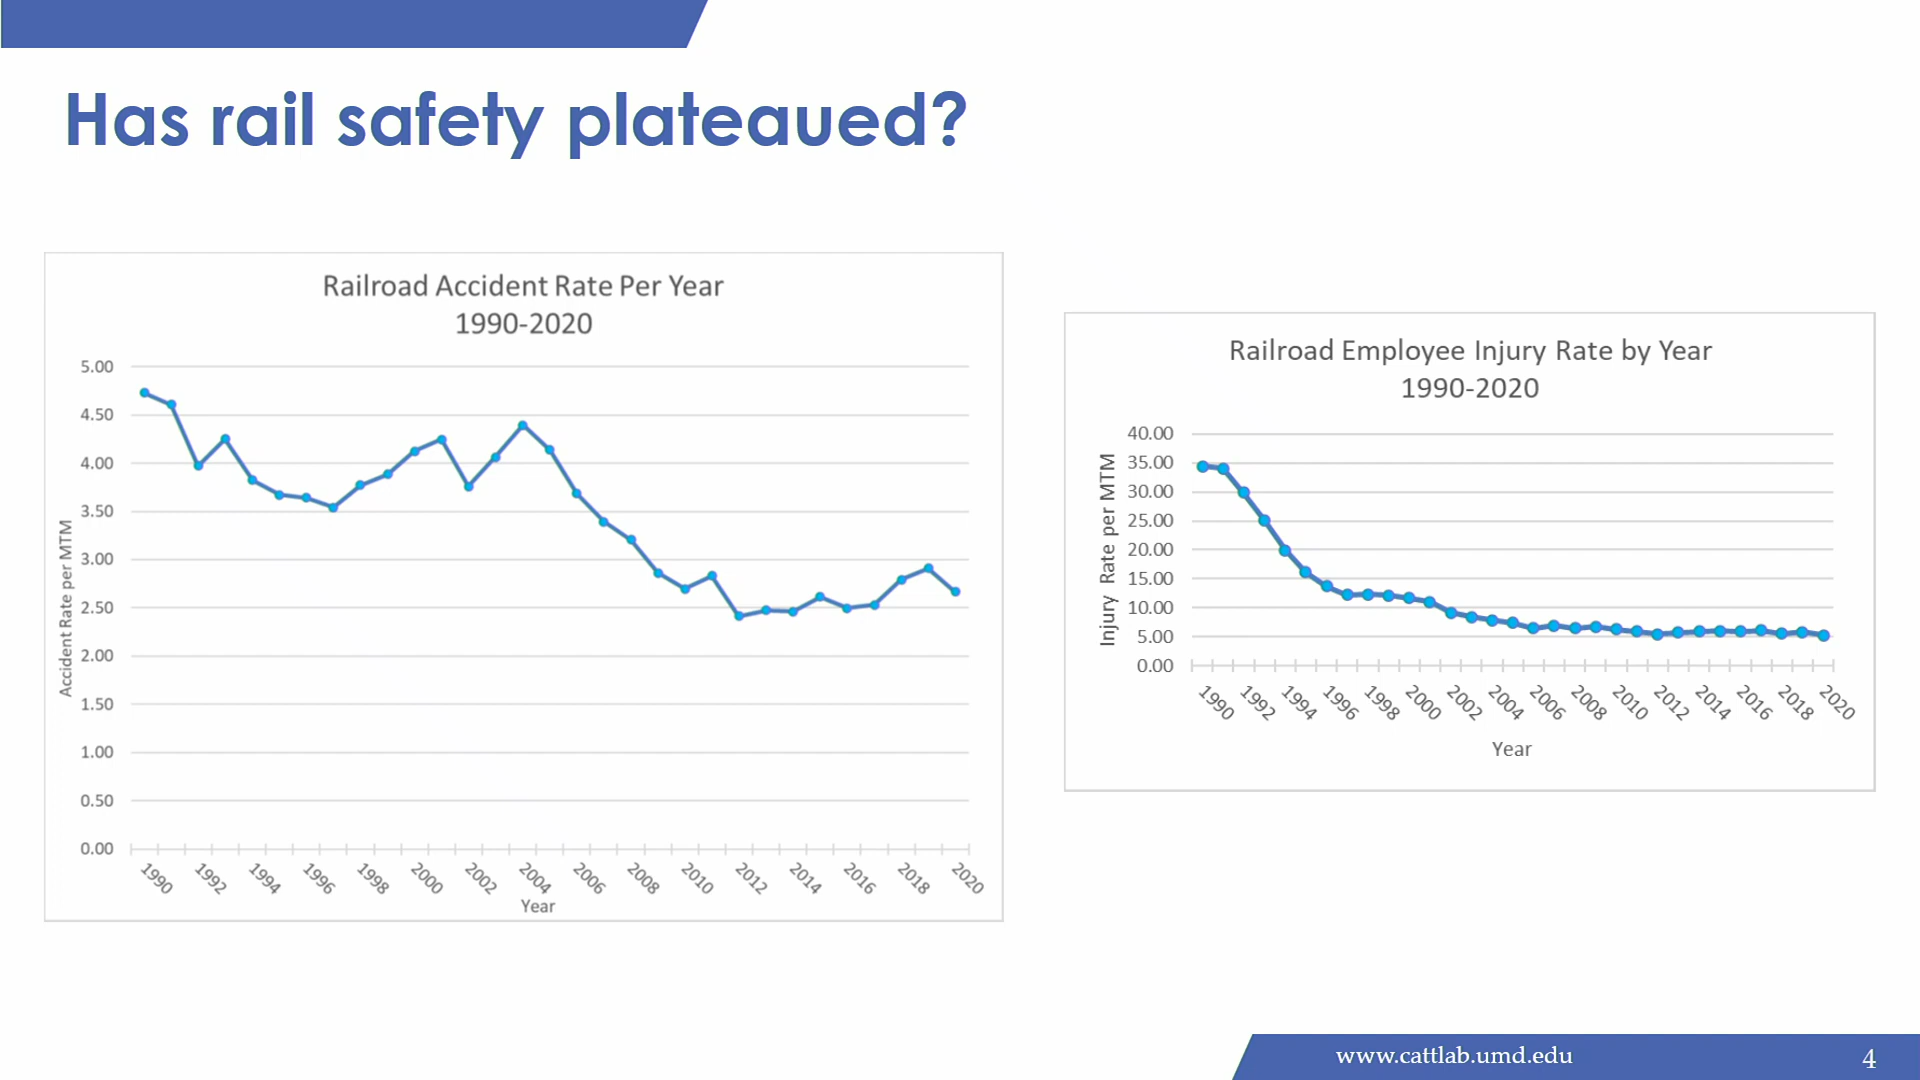 Has rail safety plateaued?
Railroad Accident Rate Per Year
1990-2020
5.00
4.50
4.00
3.50
3.00
2.50
2.00
1.50
1.00
0.50
0.00
Accident Rate per MTM
1990 1992 1994 1996 1998 2000 2002 2004 2006 2008 2010 2012 2014 2016 2018 2020
Year
Railroad Employee Injury Rate by Year
1990-2020
40.00
35.00
30.00
25.00
20.00
15.00
10.00
5.00
0.00
Injury Rate per MTM
1990 1992 1994 1996 1998 2000 2002 2004 2006 2008 2010 2012 2014 2016 2018 2020
Year
www.cattlab.umd.edu
4